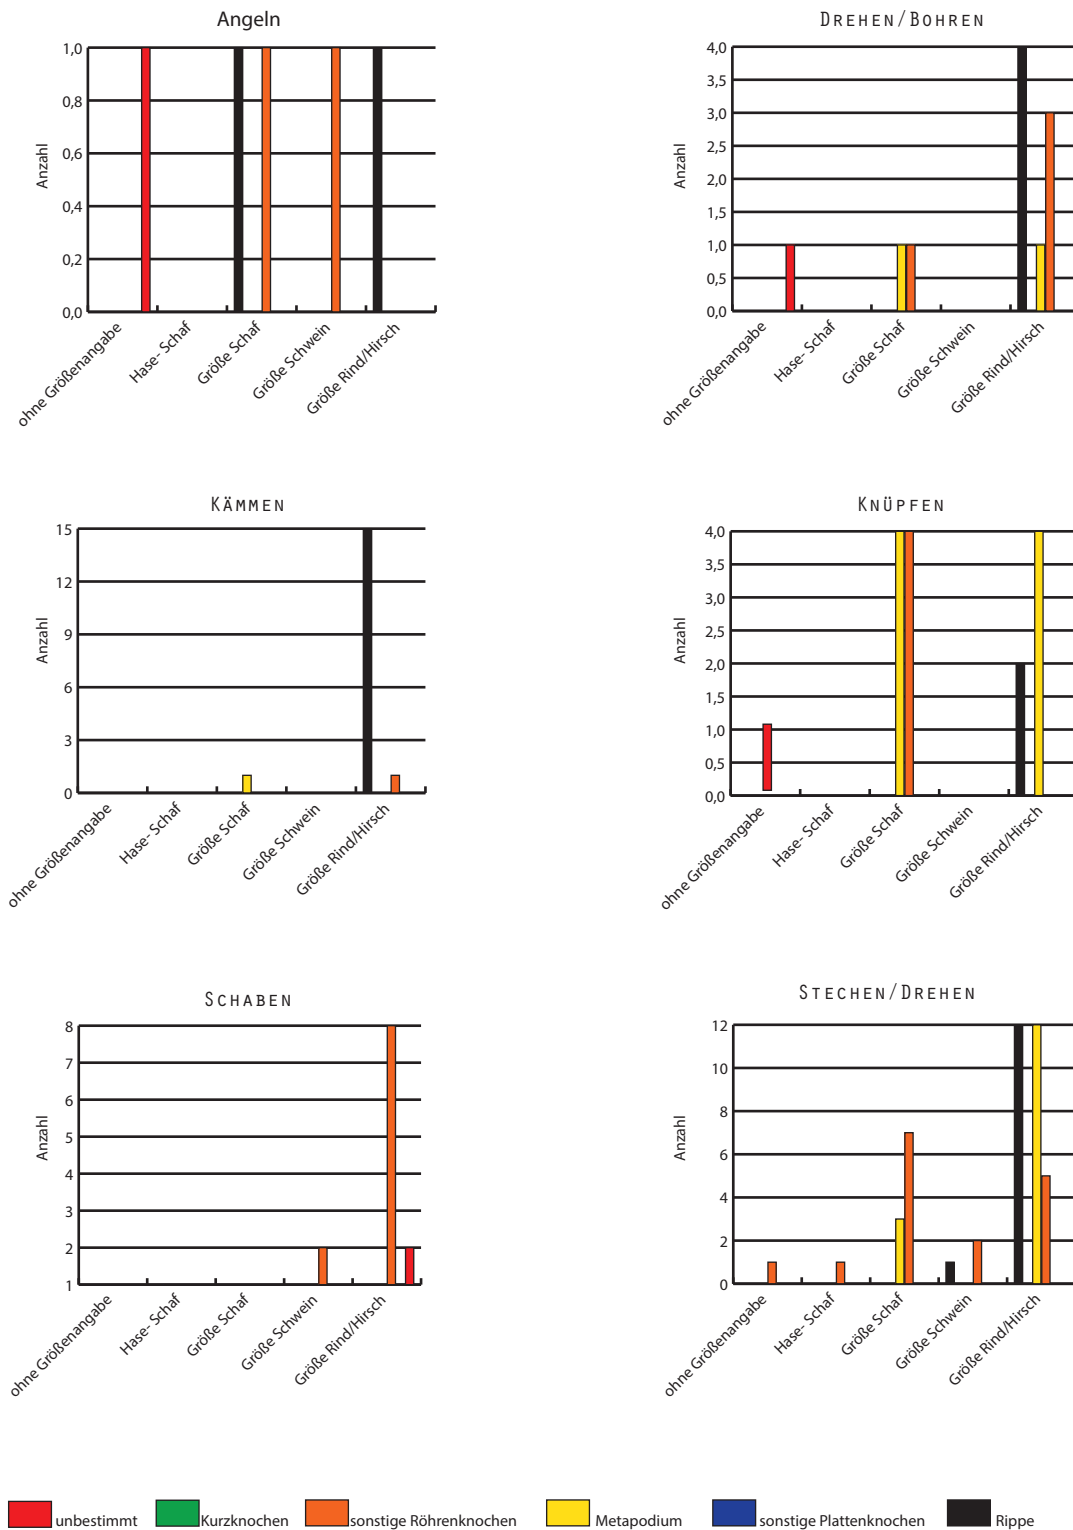 Angeln
1,0
0,8
0,6
0,4
0,2
0,0
Anzahl
ohne Größenangabe
Hase- Schaf
Größe Schaf
Größe Schwein
Größe Rind/Hirsch
DREHEN/BOHREN
4,0
3,5
3,0
2,5
2,0
1,5
1,0
0,5
0,0
Anzahl
ohne Größenangabe
Hase- Schaf
Größe Schaf
Größe Schwein
Größe Rind/Hirsch
KÄMMEN
15
12
9
6
3
0
Anzahl
ohne Größenangabe
Hase- Schaf
Größe Schaf
Größe Schwein
Größe Rind/Hirsch
KNÜPFEN
4,0
3,5
3,0
2,5
2,0
1,5
1,0
0,5
0,0
Anzahl
ohne Größenangabe
Hase- Schaf
Größe Schaf
Größe Schwein
Größe Rind/Hirsch
SCHABEN
8
7
6
5
4
3
2
1
Anzahl
ohne Größenangabe
Hase- Schaf
Größe Schaf
Größe Schwein
Größe Rind/Hirsch
STECHEN/DREHEN
12
10
8
6
4
2
0
Anzahl
ohne Größenangabe
Hase- Schaf
Größe Schaf
Größe Schwein
Größe Rind/Hirsch
unbestimmt Kurzknochen sonstige Röhrenknochen Metapodium sonstige Plattenknochen Rippe